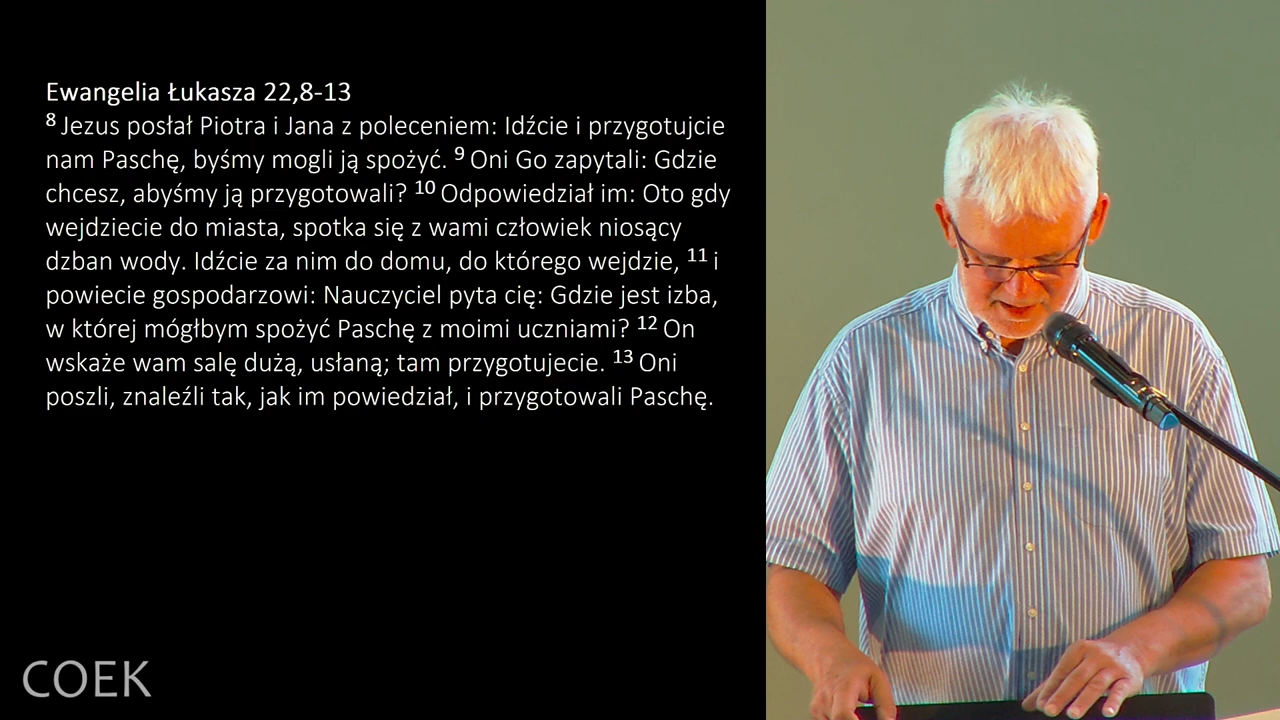 Ewangelia Łukasza 22,8-13
8 Jezus posłał Piotra i Jana z poleceniem: Idźcie i przygotujcie
nam Paschę, byśmy mogli ją spożyć. 9 Oni Go zapytali: Gdzie
chcesz, abyśmy ją przygotowali? 10 Odpowiedział im: Oto gdy
wejdziecie do miasta, spotka się z wami człowiek niosący
dzban wody. Idźcie za nim do domu, do którego wejdzie, 11 i
powiecie gospodarzowi: Nauczyciel pyta cię: Gdzie jest izba,
w której mógłbym spożyć Paschę z moimi uczniami? 12 On
wskaże wam salę dużą, usłaną; tam przygotujecie. 13 Oni
poszli, znaleźli tak, jak im powiedział, i przygotowali Paschę.
COEK